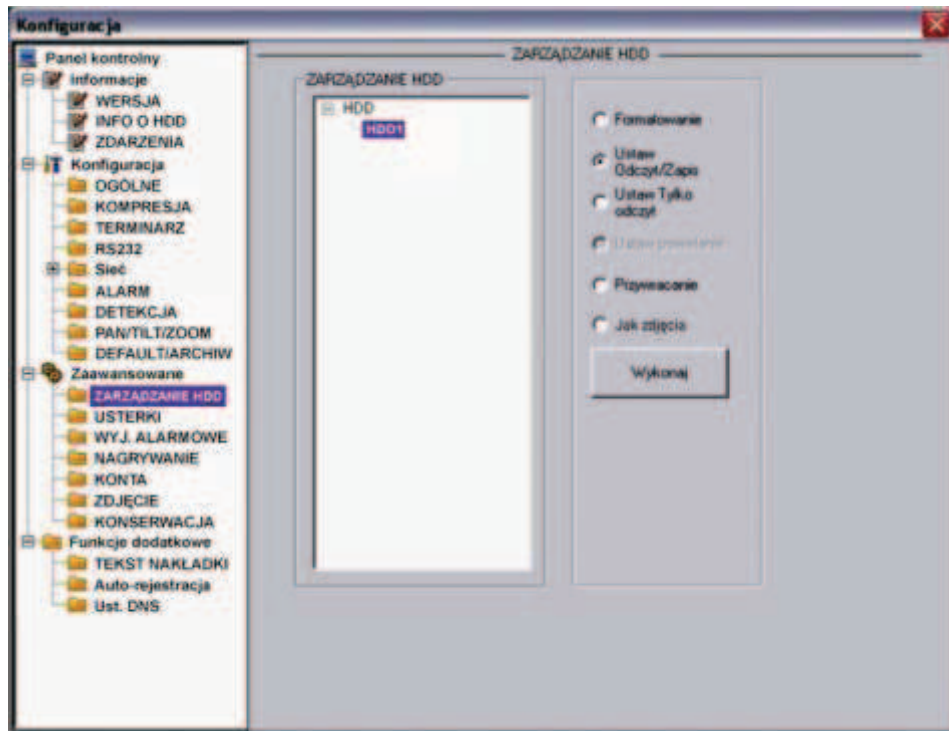 Konfiguracja
Panel kontrolny
Informacje
WERSJA
INFO O HDD
ZDARZENIA
Konfiguracja
OGÓLNE
KOMPRESJA
TERMINARZ
RS232
Sieć
ALARM
DETEKCJA
PAN/TILT/ZOOM
DEFAULT/ARCHIW
Zaawansowane
ZARZĄDZANIE HDD
USTERKI
WYJ. ALARMOWE
NAGRYWANIE
KONTA
ZDJĘCIE
KONSERWACJA
Funkcje dodatkowe
TEKST NAKŁADKI
Auto-rejestracja
Ust. DNS
ZARZĄDZANIE HDD
ZARZĄDZANIE HDD
HDD
HDD1
Formatowanie
Ustaw
Odczyt/Zapis
Ustaw Tylko
odczyt
Ustaw
Przywracanie
Jak zdjęcia
Wykonaj